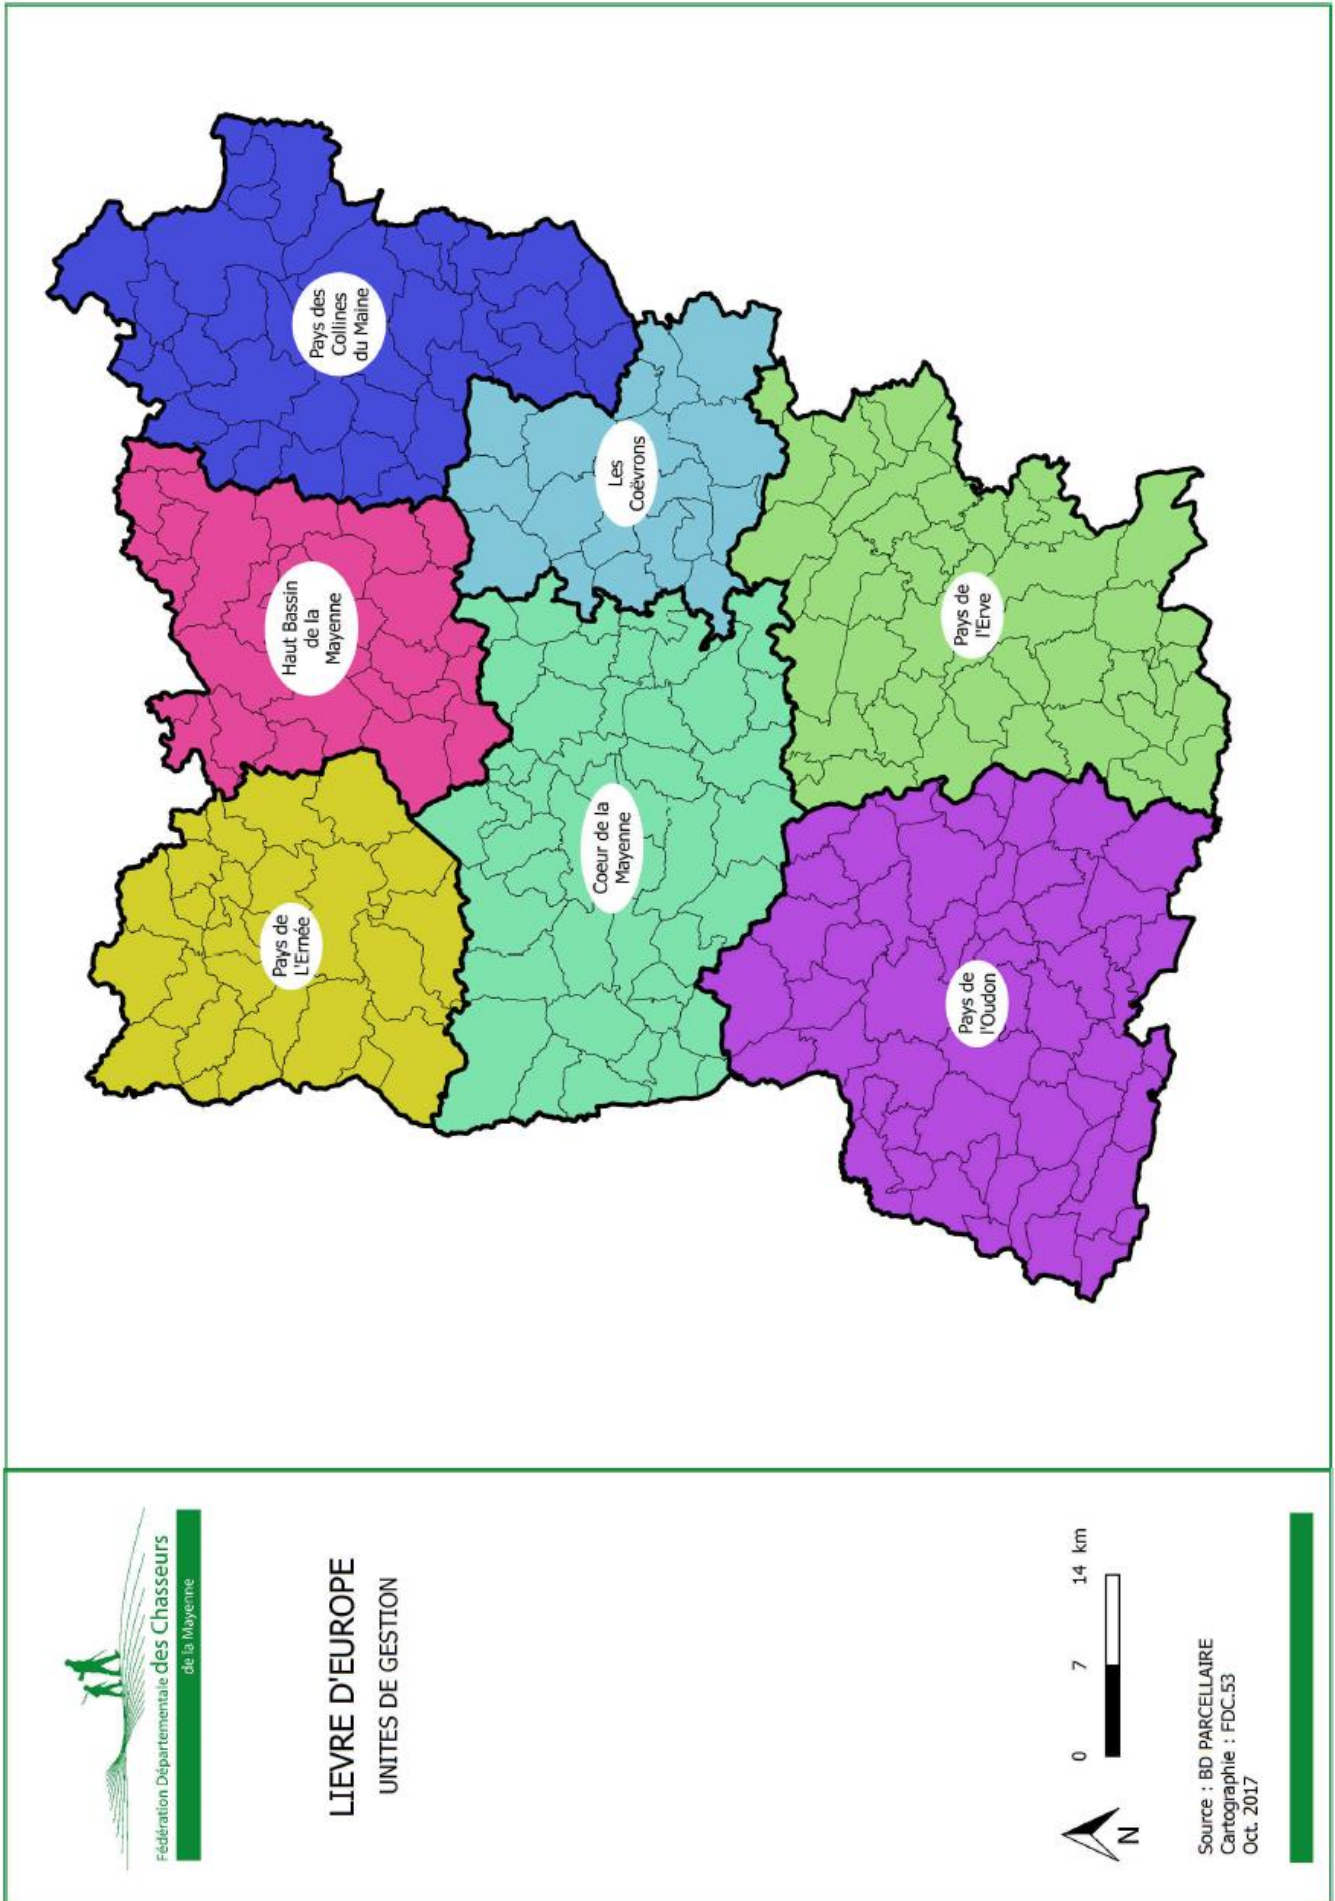 Fédération Départementale des Chasseurs
de la Mayenne
LIEVRE D'EUROPE
UNITES DE GESTION
0 7 14 km
N
Source : BD PARCELLAIRE
Cartographie : FDC.53
Oct. 2017
Pays de
L'Ernée
Haut Bassin
de la
Mayenne
Pays des
Collines
du Maine
Coeur de la
Mayenne
Les
Coëvrons
Pays de
l'Oudon
Pays de
l'Erve